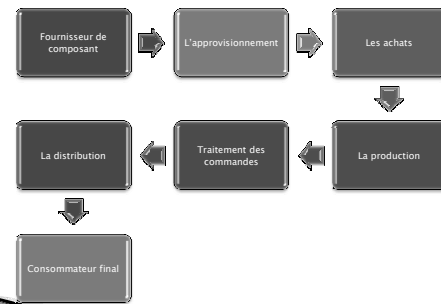 Fournisseur de
composant
L'approvisionnement
Les achats
La production
Traitement des
commandes
La distribution
Consommateur final